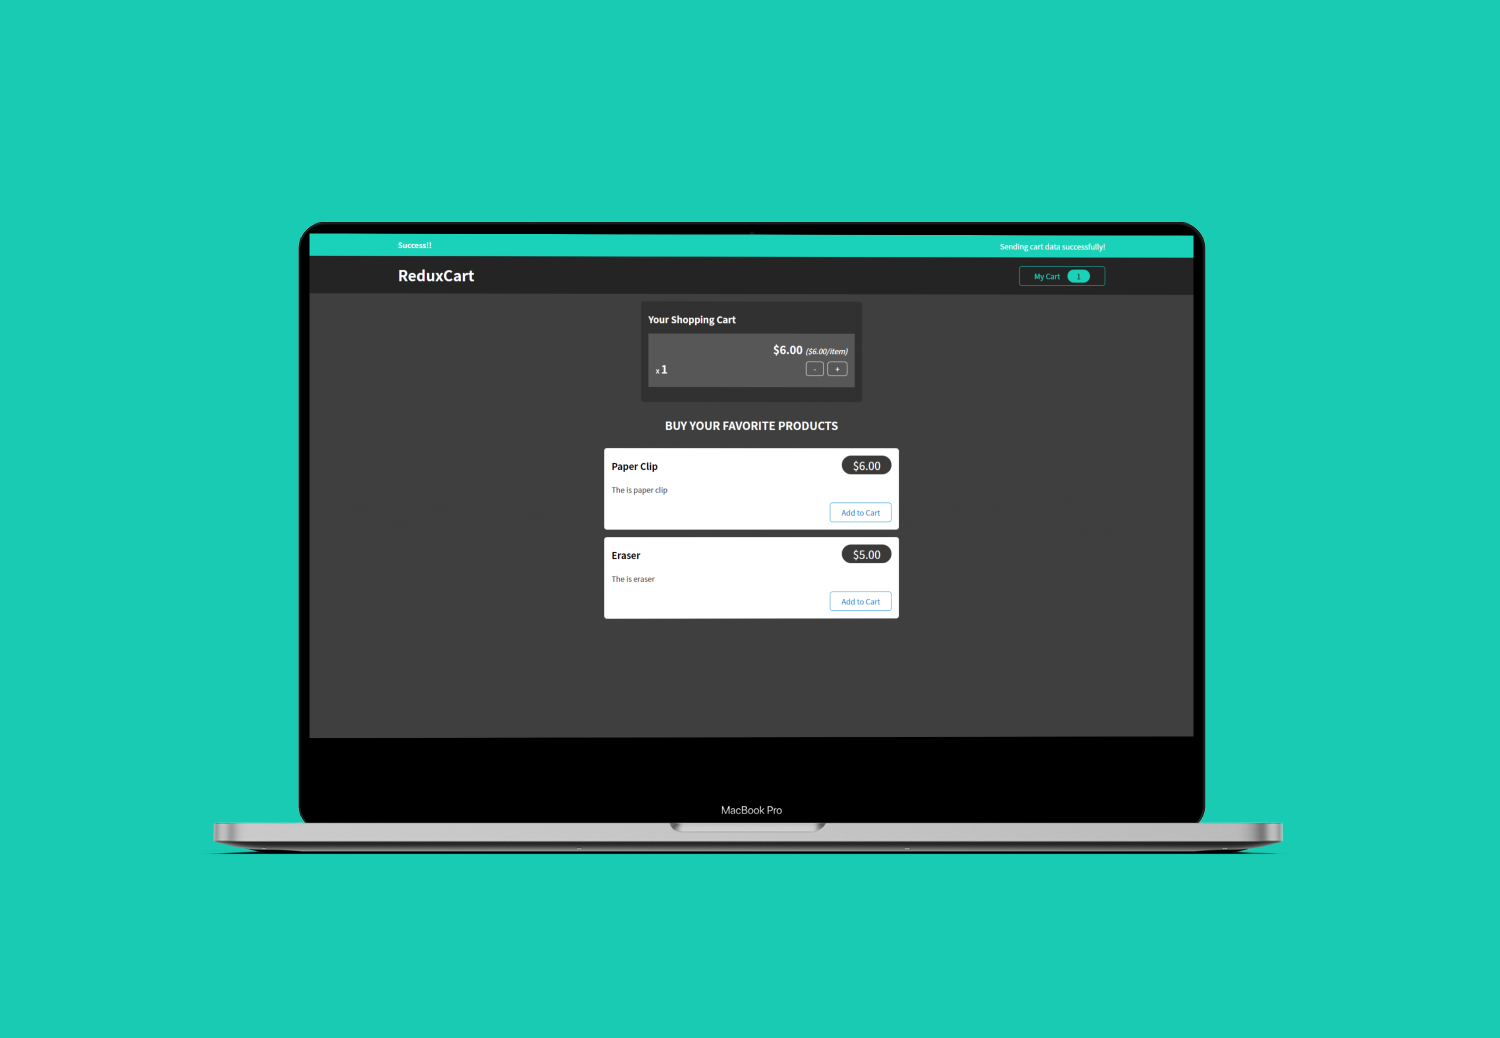 Success!! Sending cart data successfully!
ReduxCart My Cart 1
Your Shopping Cart
$6.00 ($6.00/item)
x 1 - +
BUY YOUR FAVORITE PRODUCTS
Paper Clip $6.00
The is paper clip
Add to Cart
Eraser $5.00
The is eraser
Add to Cart
MacBook Pro